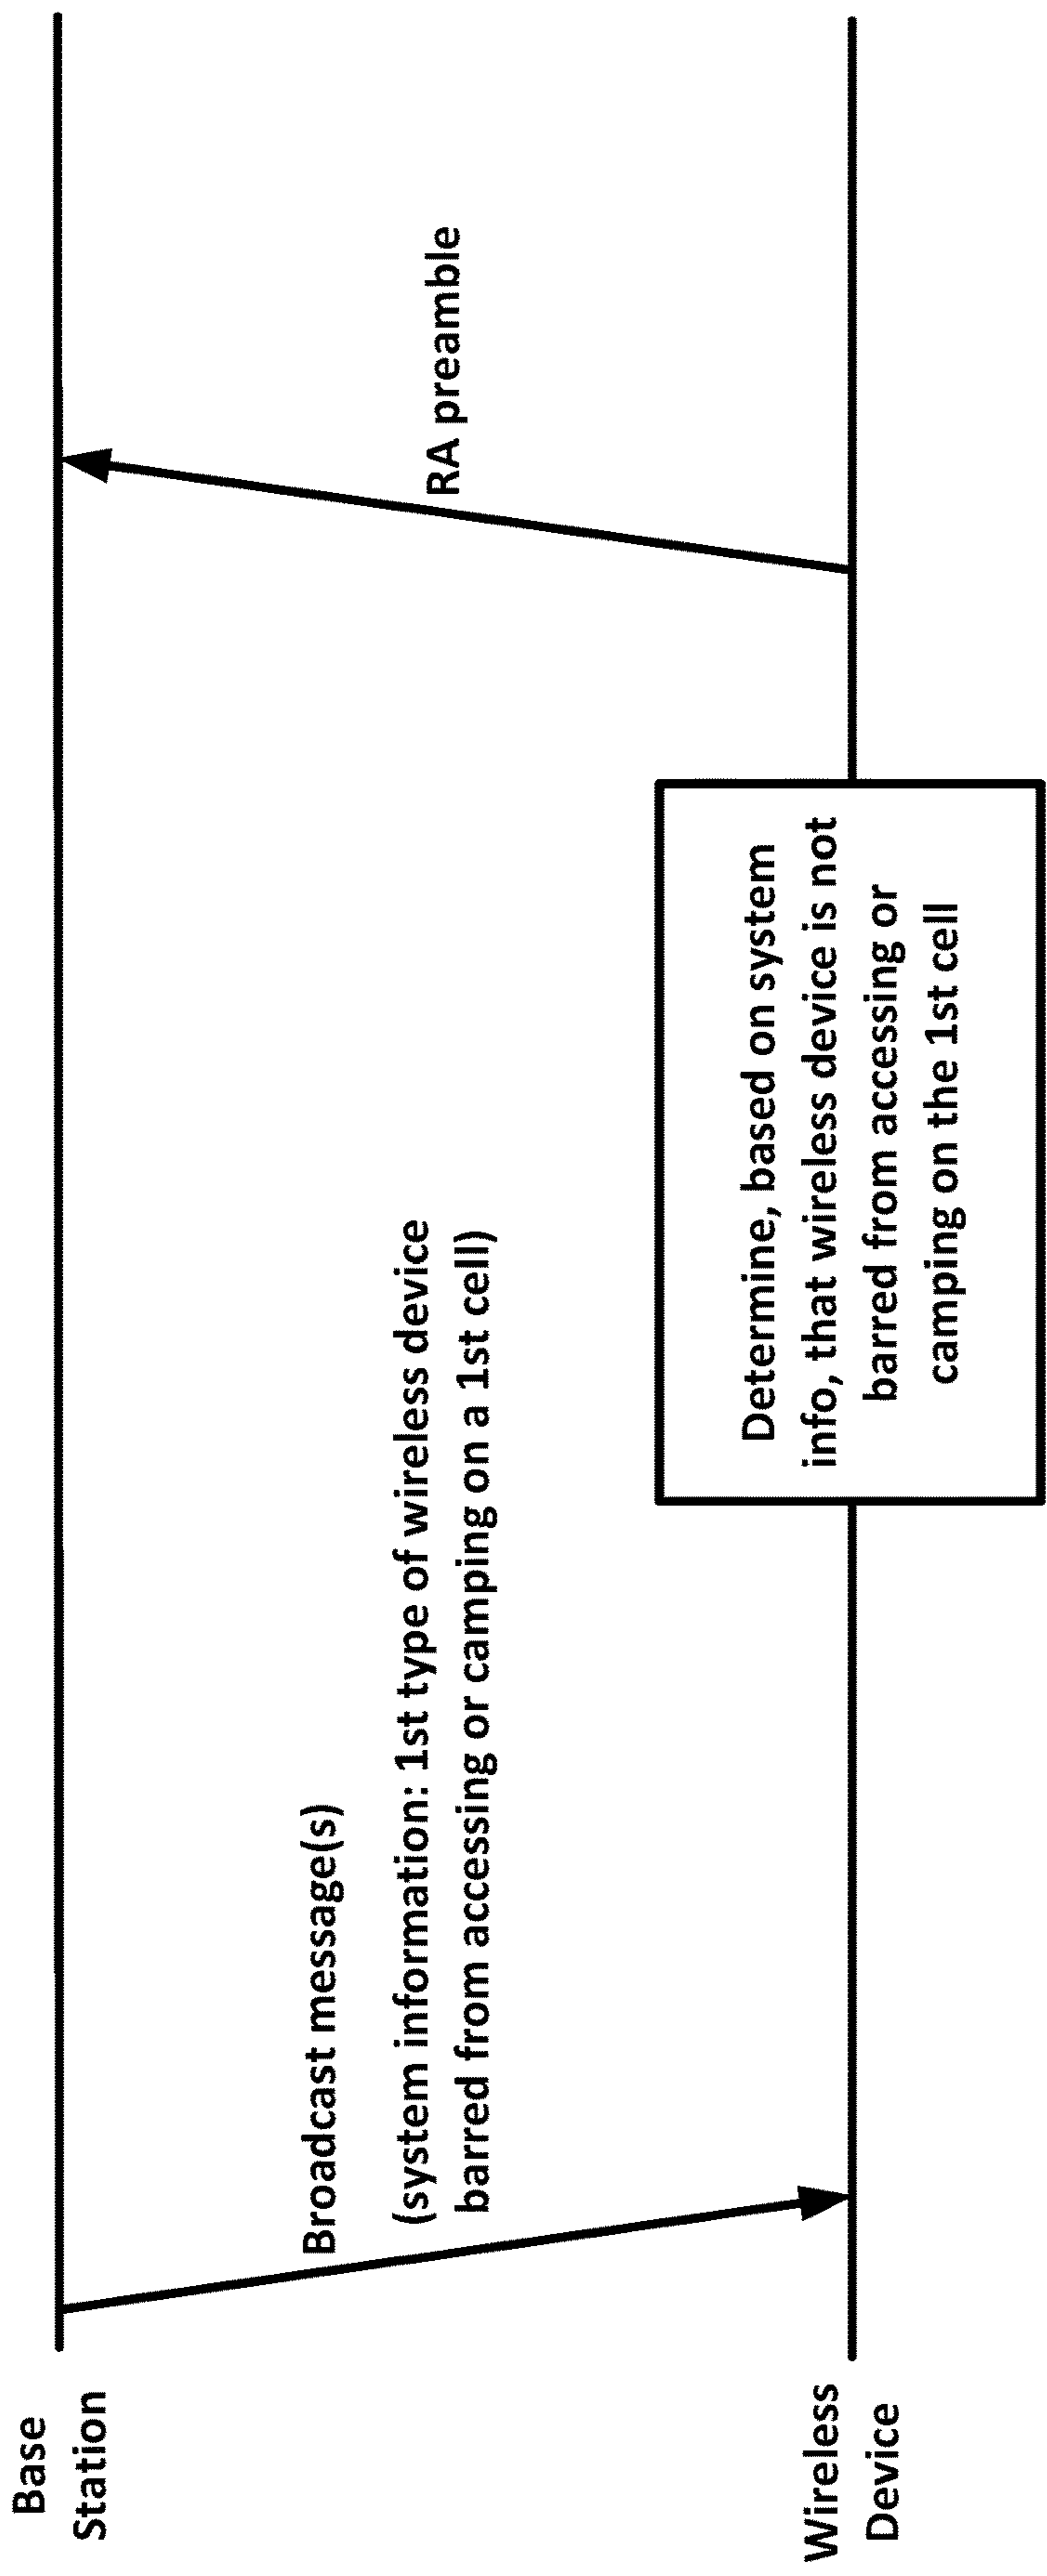 Base
Station
Broadcast message(s)
(system information: 1st type of wireless device
barred from accessing or camping on a 1st cell)
RA preamble
Determine, based on system
info, that wireless device is not
barred from accessing or
camping on the 1st cell
Wireless
Device